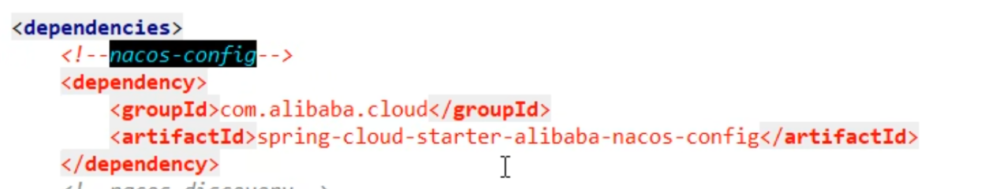 <dependencies>
<!--nacos-config-->
<dependency>
<groupId>com.alibaba.cloud</groupId>
<artifactId>spring-cloud-starter-alibaba-nacos-config</artifactId>
</dependency>
<!--nacos-discovery-->